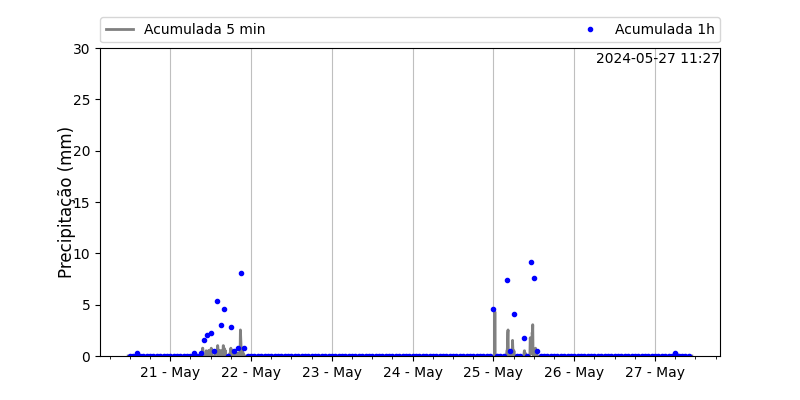 Acumulada 5 min
Acumulada 1h
2024-05-27 11:27
Precipitação (mm)
30
25
20
15
10
5
0
21 - May
22 - May
23 - May
24 - May
25 - May
26 - May
27 - May